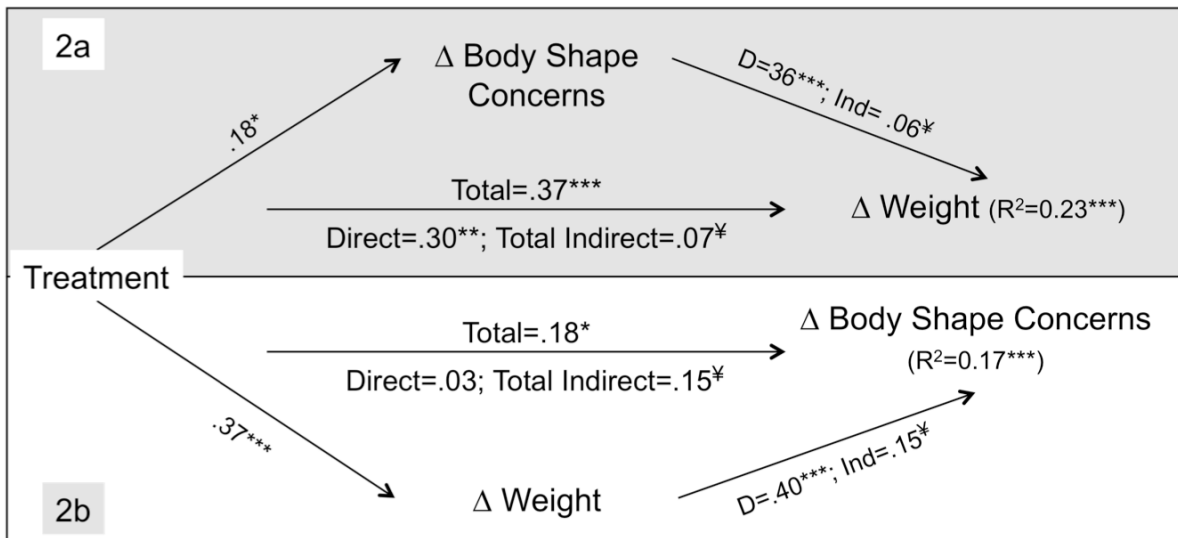 2a
Δ Body Shape
Concerns
.18*
D=36***; Ind= .06¥
Total=.37***
Direct=.30**; Total Indirect=.07¥
Δ Weight (R²=0.23***)
Treatment
Total=.18*
Direct=.03; Total Indirect=.15¥
Δ Body Shape Concerns
(R²=0.17***)
.37***
D=.40***; Ind=.15¥
Δ Weight
2b